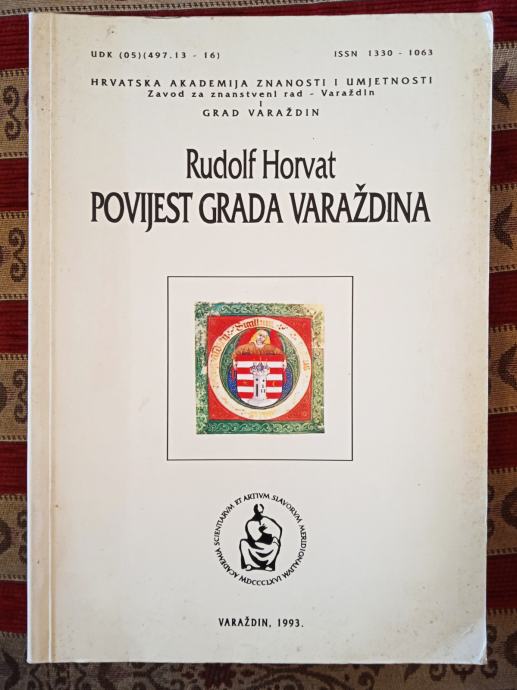 UDK (05)(497.13 - 16) ISSN 1330 - 1063
HRVATSKA AKADEMIJA ZNANOSTI I UMJETNOSTI
Zavod za znanstveni rad - Varaždin
I
GRAD VARAŽDIN
Rudolf Horvat
POVIJEST GRADA VARAŽDINA
ACADEMIA SCIENTIARVM ET ARTIVM SLAVORVM MERIDIONALIVM
MDCCCLXVI
VARAŽDIN, 1993.